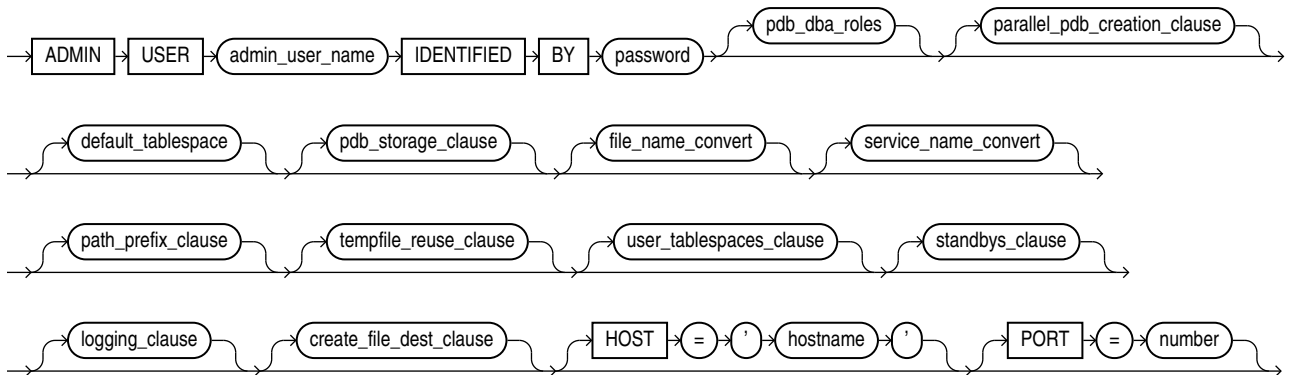 ADMIN USER admin_user_name IDENTIFIED BY password pdb_dba_roles parallel_pdb_creation_clause
default_tablespace pdb_storage_clause file_name_convert service_name_convert
path_prefix_clause tempfile_reuse_clause user_tablespaces_clause standbys_clause
logging_clause create_file_dest_clause HOST = ’ hostname ’ PORT = number